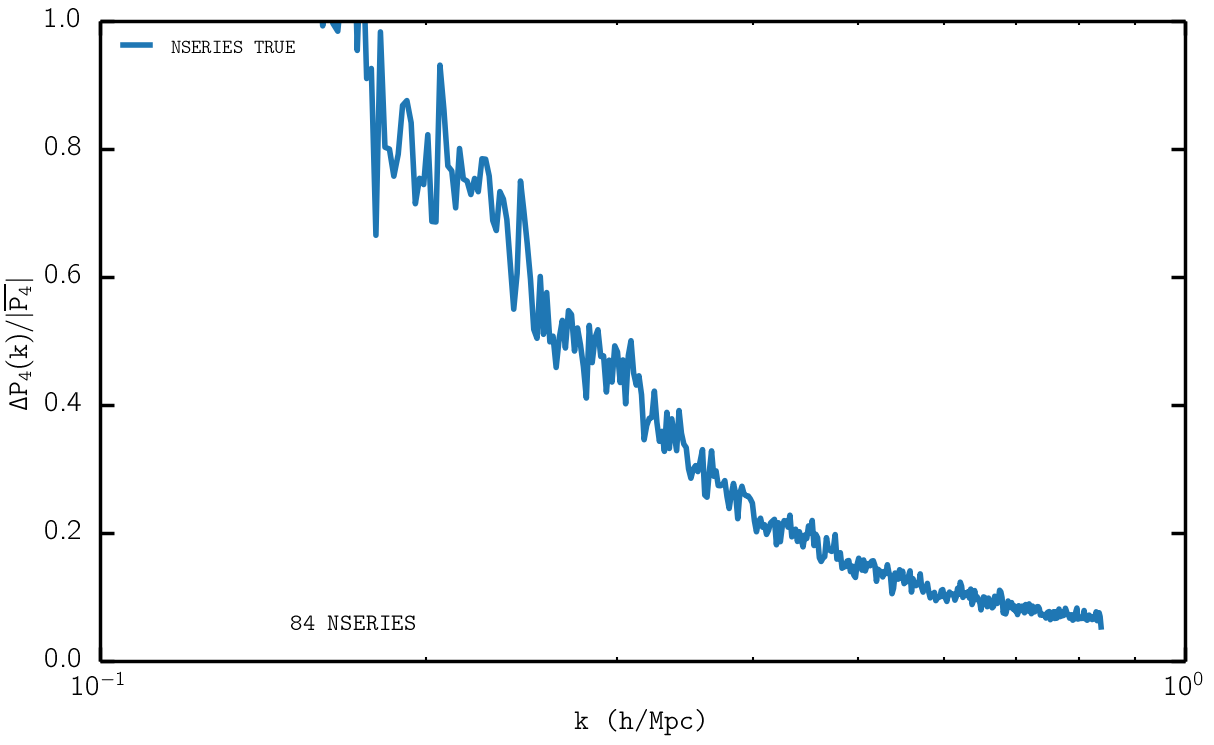 1.0
NSERIES TRUE
0.8
0.6
ΔP₄(k)/|P̅₄|
0.4
0.2
84 NSERIES
0.0
10⁻¹
10⁰
k (h/Mpc)